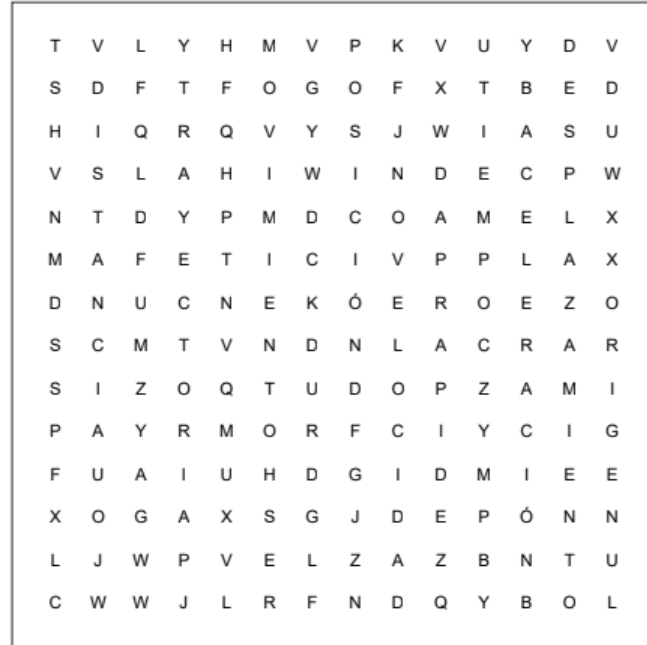 T V L Y H M V P K V U Y D V
S D F T F O G O F X T B E D
H I Q R Q V Y S J W I A S U
V S L A H I W I N D E C P W
N T D Y P M D C O A M E L X
M A F E T I C I V P P L A X
D N U C N E K Ó E R O E Z O
S C M T V N D N L A C R A R
S I Z O Q T U D O P Z A M I
P A Y R M O R F C I Y C I G
F U A I U H D G I D M I E E
X O G A X S G J D E P Ó N N
L J W P V E L Z A Z B N T U
C W W J L R F N D Q Y B O L